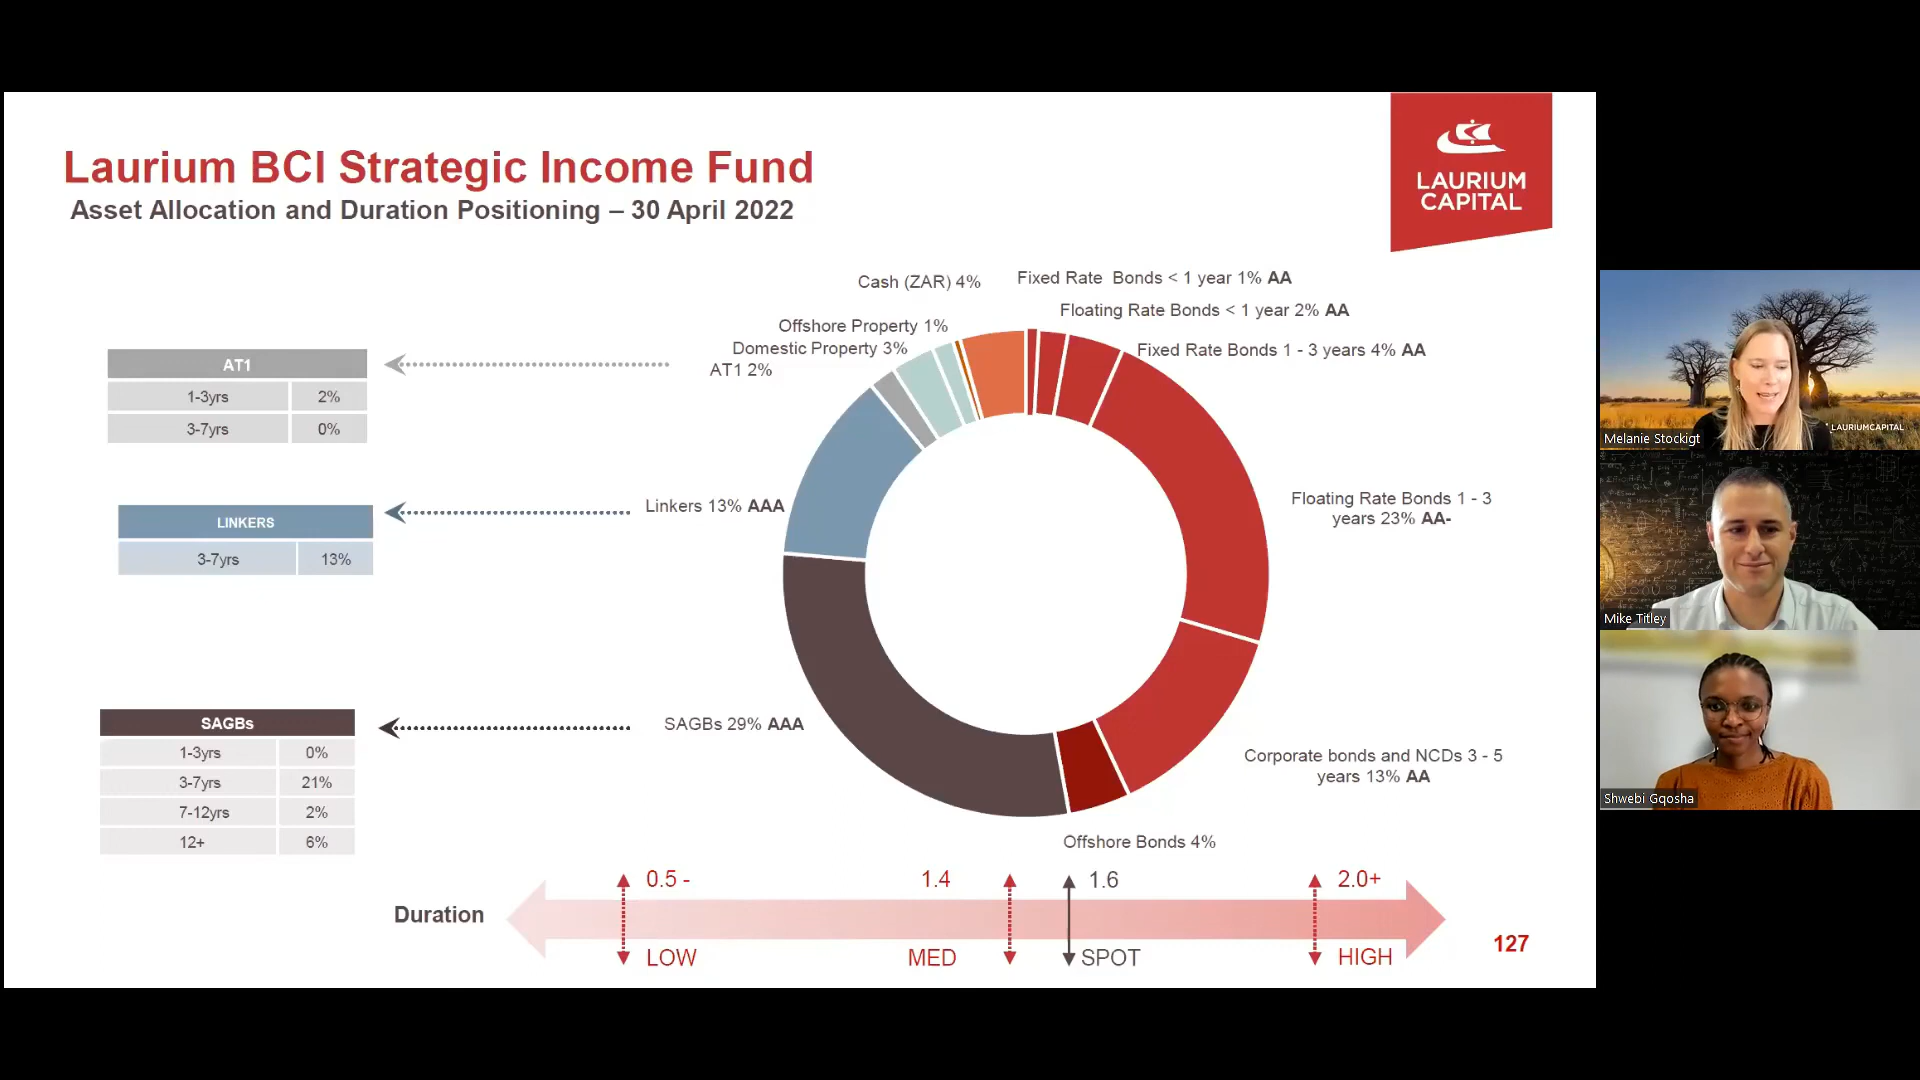 Laurium BCI Strategic Income Fund
Asset Allocation and Duration Positioning – 30 April 2022
LAURIUM
CAPITAL
Cash (ZAR) 4%
Fixed Rate Bonds < 1 year 1% AA
Floating Rate Bonds < 1 year 2% AA
Offshore Property 1%
Domestic Property 3%
Fixed Rate Bonds 1 - 3 years 4% AA
AT1 2%
AT1
1-3yrs 2%
3-7yrs 0%
Linkers 13% AAA
Floating Rate Bonds 1 - 3
years 23% AA-
LINKERS
3-7yrs 13%
SAGBs 29% AAA
SAGBs
1-3yrs 0%
3-7yrs 21%
7-12yrs 2%
12+ 6%
Corporate bonds and NCDs 3 - 5
years 13% AA
Offshore Bonds 4%
Duration
0.5 -
1.4
1.6
2.0+
LOW
MED
SPOT
HIGH
127
LAURIUMCAPITAL
Melanie Stockigt
Mike Titley
Shwebi Gqosha